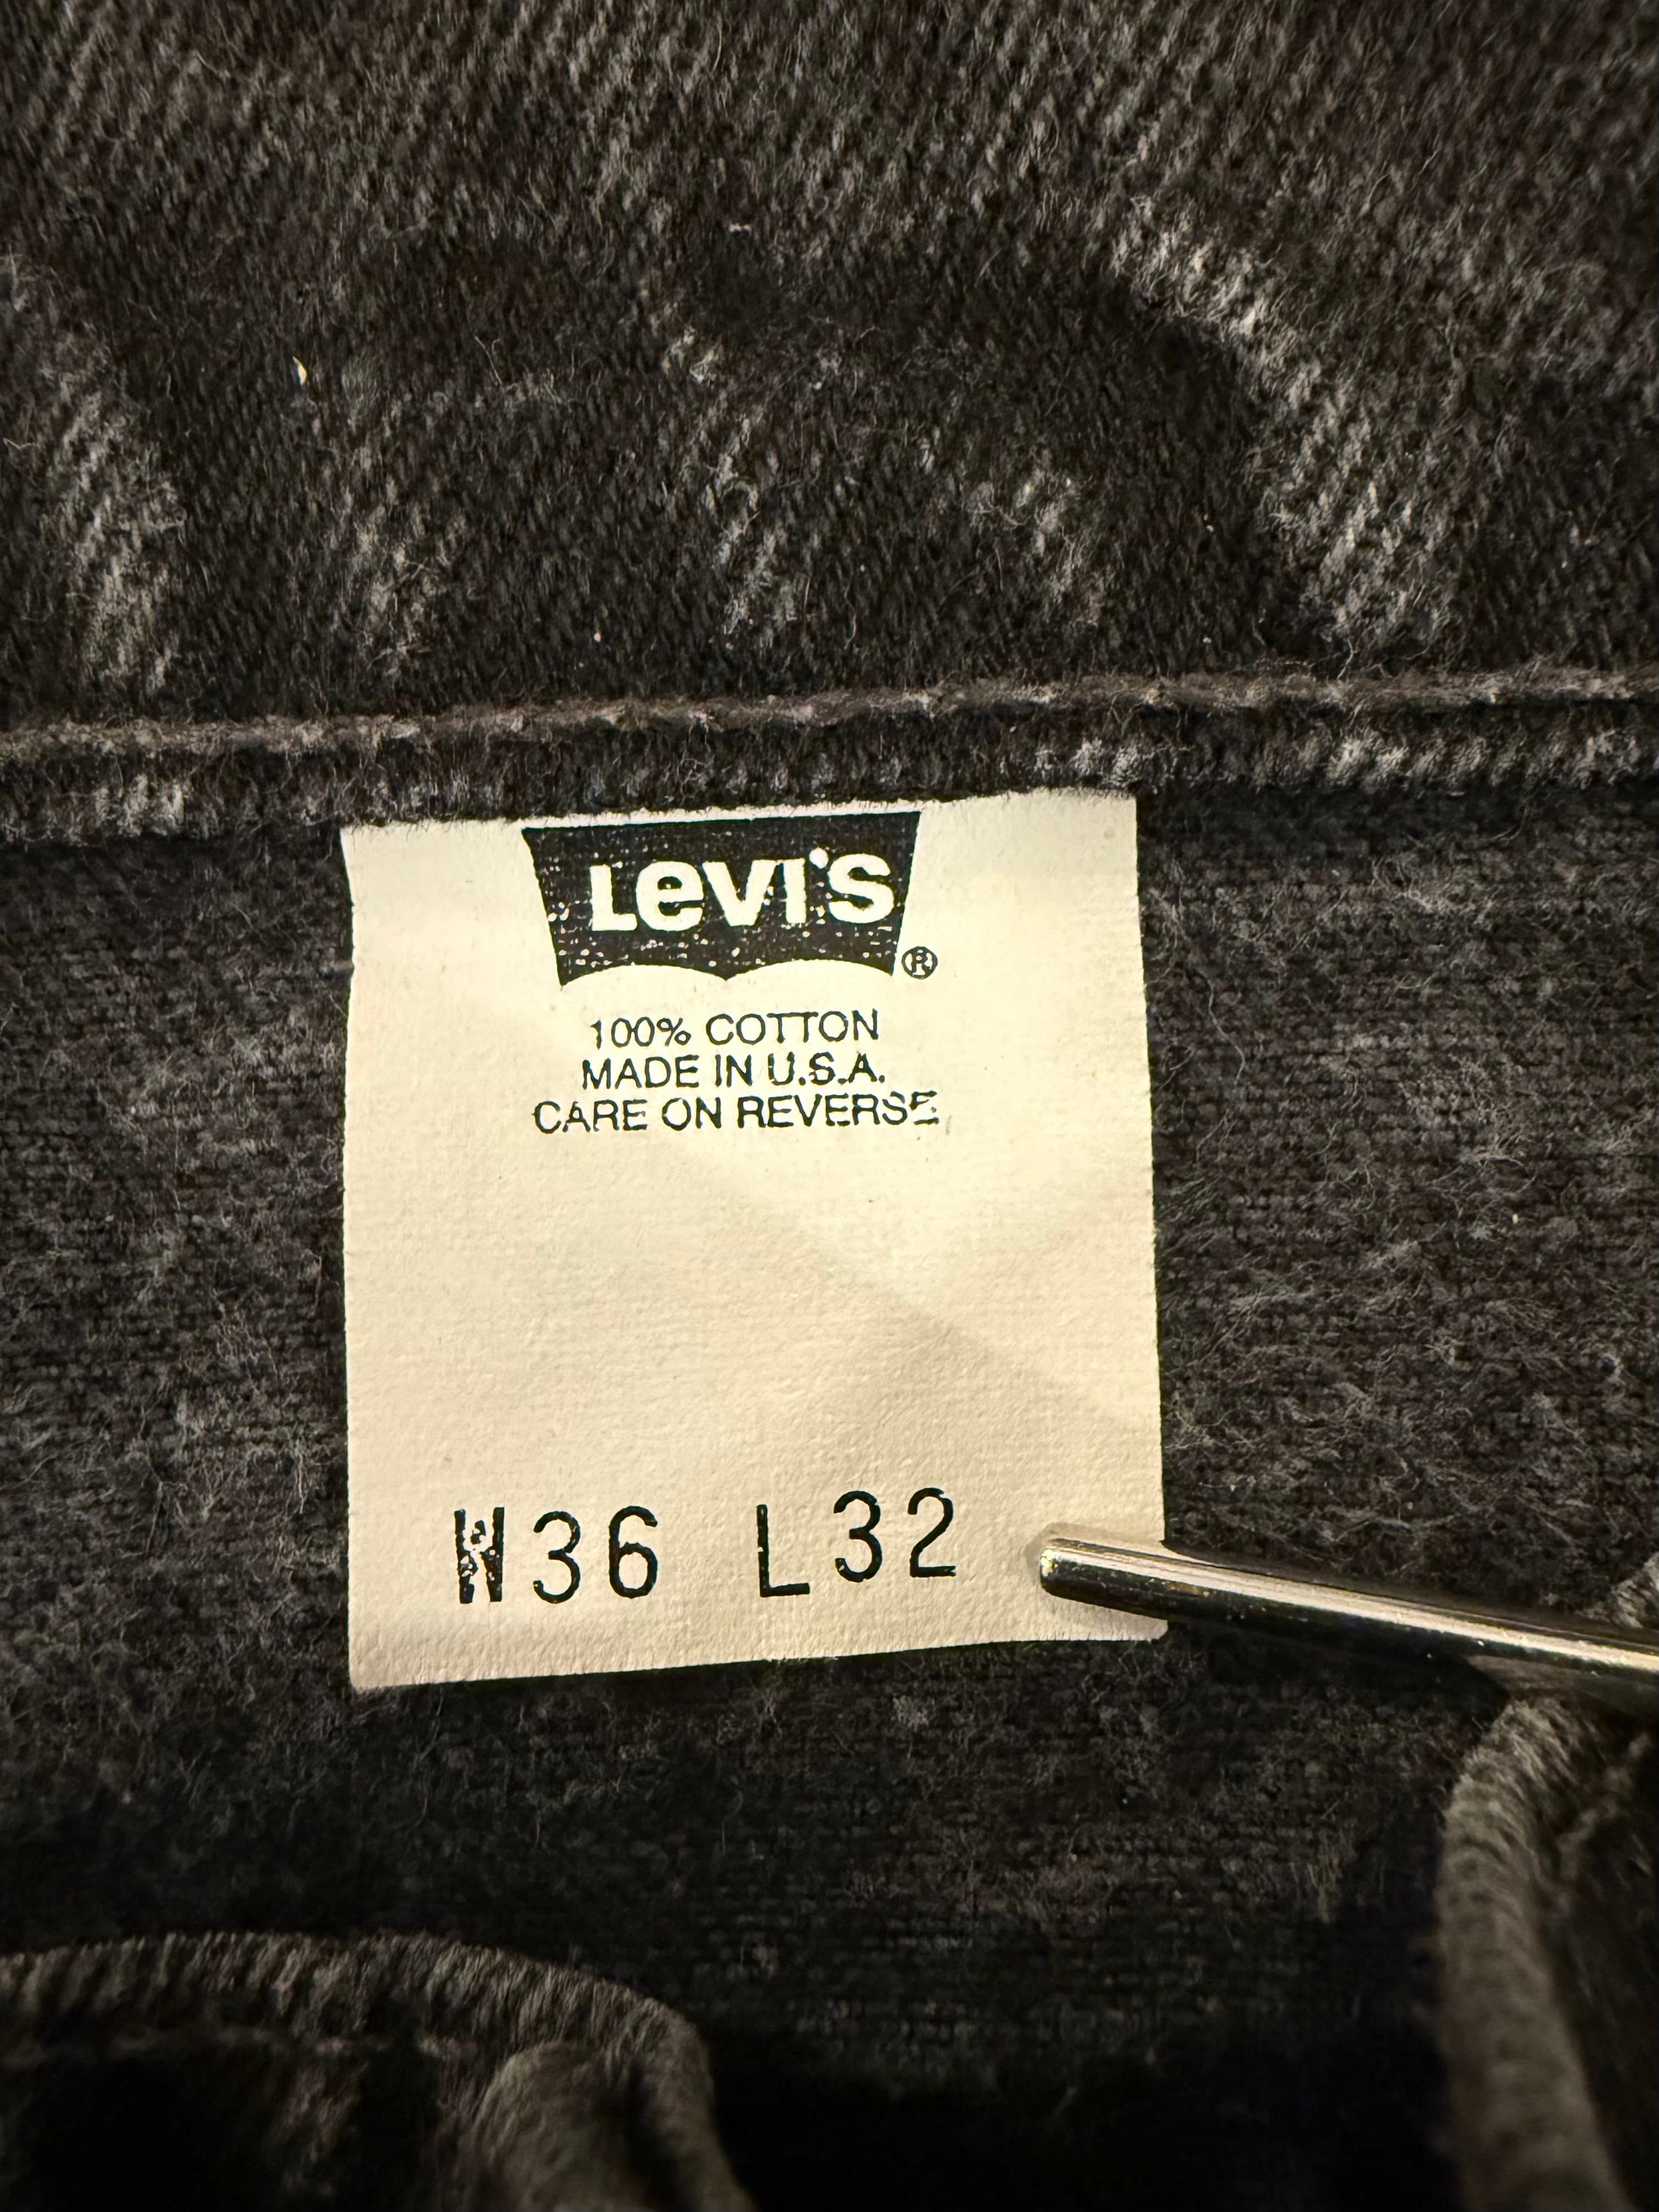 Levi's
®
100% COTTON
MADE IN U.S.A.
CARE ON REVERSE
W36 L32